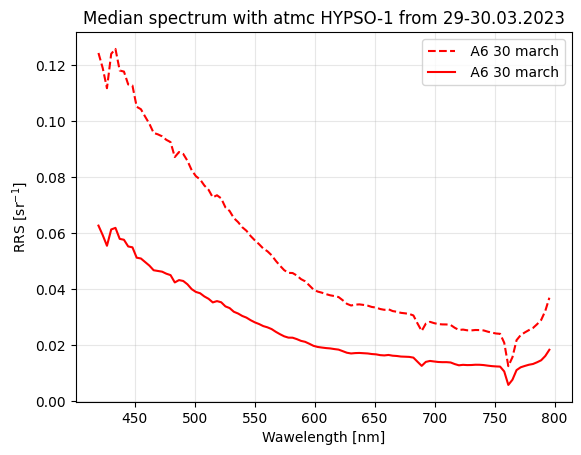 Median spectrum with atmc HYPSO-1 from 29-30.03.2023
A6 30 march
A6 30 march
0.12
0.10
0.08
0.06
0.04
0.02
0.00
RRS [sr⁻¹]
450 500 550 600 650 700 750 800
Wawelength [nm]